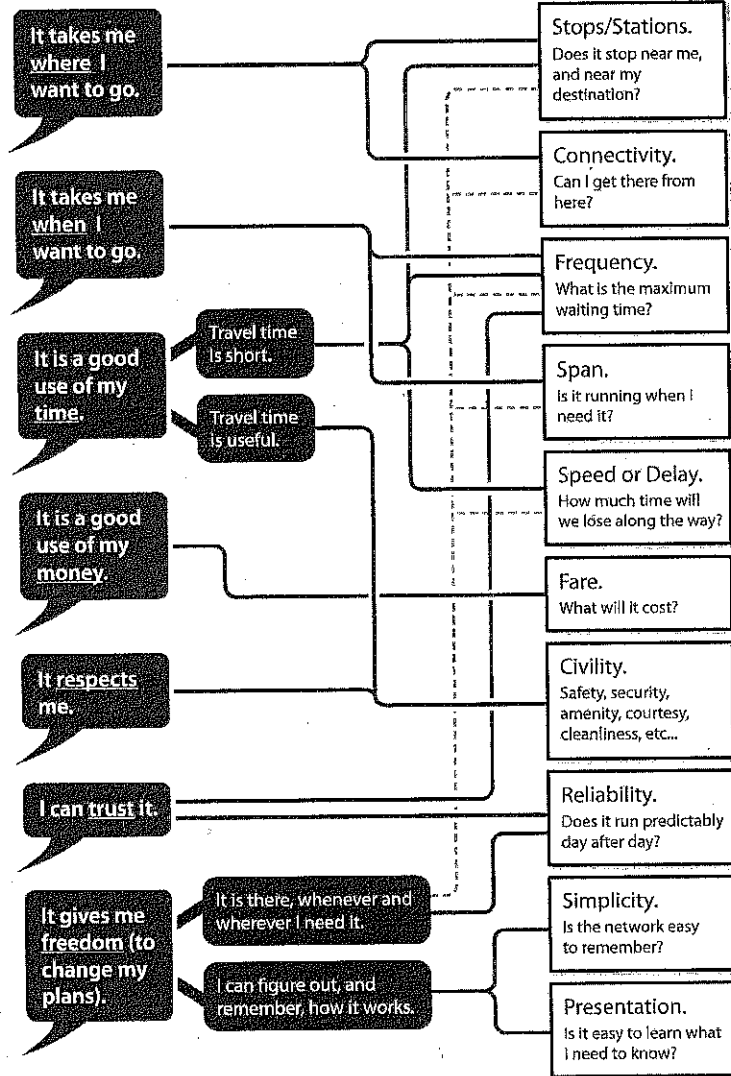 It takes me
where I
want to go.
It takes me
when I
want to go.
It is a good
use of my
time.
Travel time
is short.
Travel time
is useful.
It is a good
use of my
money.
It respects
me.
I can trust it.
It gives me
freedom (to
change my
plans).
It is there, whenever and
wherever I need it.
I can figure out, and
remember, how it works.
Stops/Stations.
Does it stop near me,
and near my
destination?
Connectivity.
Can I get there from
here?
Frequency.
What is the maximum
waiting time?
Span.
Is it running when I
need it?
Speed or Delay.
How much time will
we lose along the way?
Fare.
What will it cost?
Civility.
Safety, security,
amenity, courtesy,
cleanliness, etc...
Reliability.
Does it run predictably
day after day?
Simplicity.
Is the network easy
to remember?
Presentation.
Is it easy to learn what
I need to know?